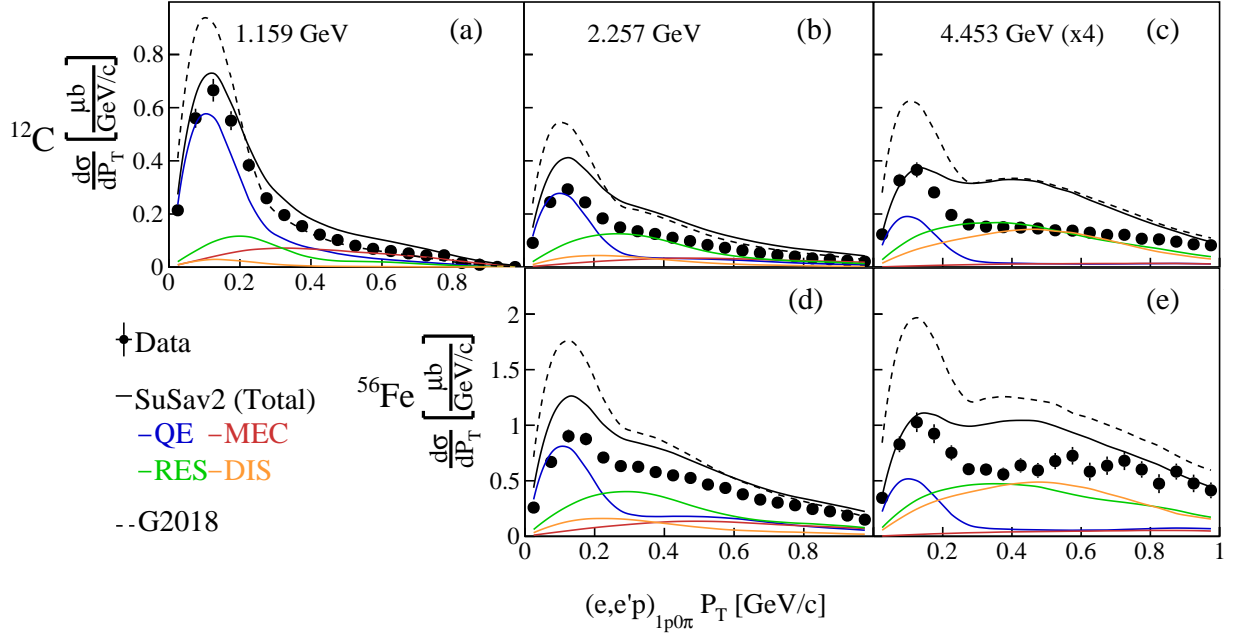 1.159 GeV (a)
2.257 GeV (b)
4.453 GeV (x4) (c)
0.8
0.6
0.4
0.2
0
¹²C dσ/dP_T [μb/GeV/c]
0 0.2 0.4 0.6 0.8
(d)
(e)
2
1.5
1
0.5
0
⁵⁶Fe dσ/dP_T [μb/GeV/c]
Data
SuSav2 (Total)
QE MEC
RES DIS
G2018
0 0.2 0.4 0.6 0.8
0.2 0.4 0.6 0.8 1
(e,e'p)_1p0π P_T [GeV/c]